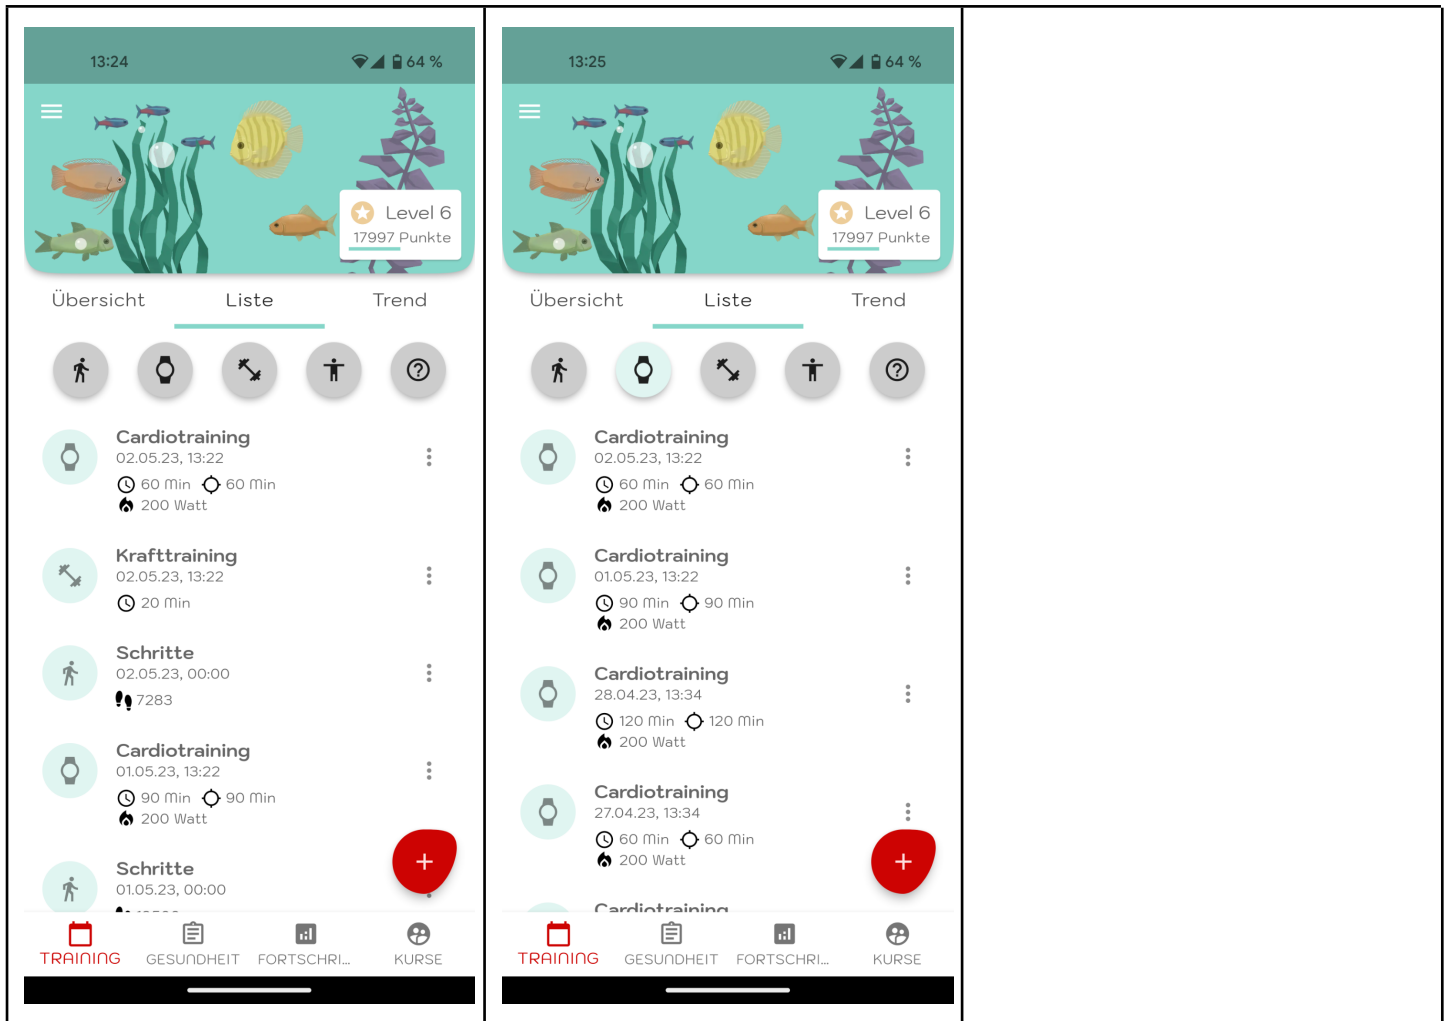 13:24
64 %
Level 6
17997 Punkte
Übersicht Liste Trend
Cardiotraining
02.05.23, 13:22
60 Min 60 Min
200 Watt
Krafttraining
02.05.23, 13:22
20 Min
Schritte
02.05.23, 00:00
7283
Cardiotraining
01.05.23, 13:22
90 Min 90 Min
200 Watt
Schritte
01.05.23, 00:00
TRAINING GESUNDHEIT FORTSCHRI... KURSE
13:25
64 %
Level 6
17997 Punkte
Übersicht Liste Trend
Cardiotraining
02.05.23, 13:22
60 Min 60 Min
200 Watt
Cardiotraining
01.05.23, 13:22
90 Min 90 Min
200 Watt
Cardiotraining
28.04.23, 13:34
120 Min 120 Min
200 Watt
Cardiotraining
27.04.23, 13:34
60 Min 60 Min
200 Watt
Cardiotraining
TRAINING GESUNDHEIT FORTSCHRI... KURSE